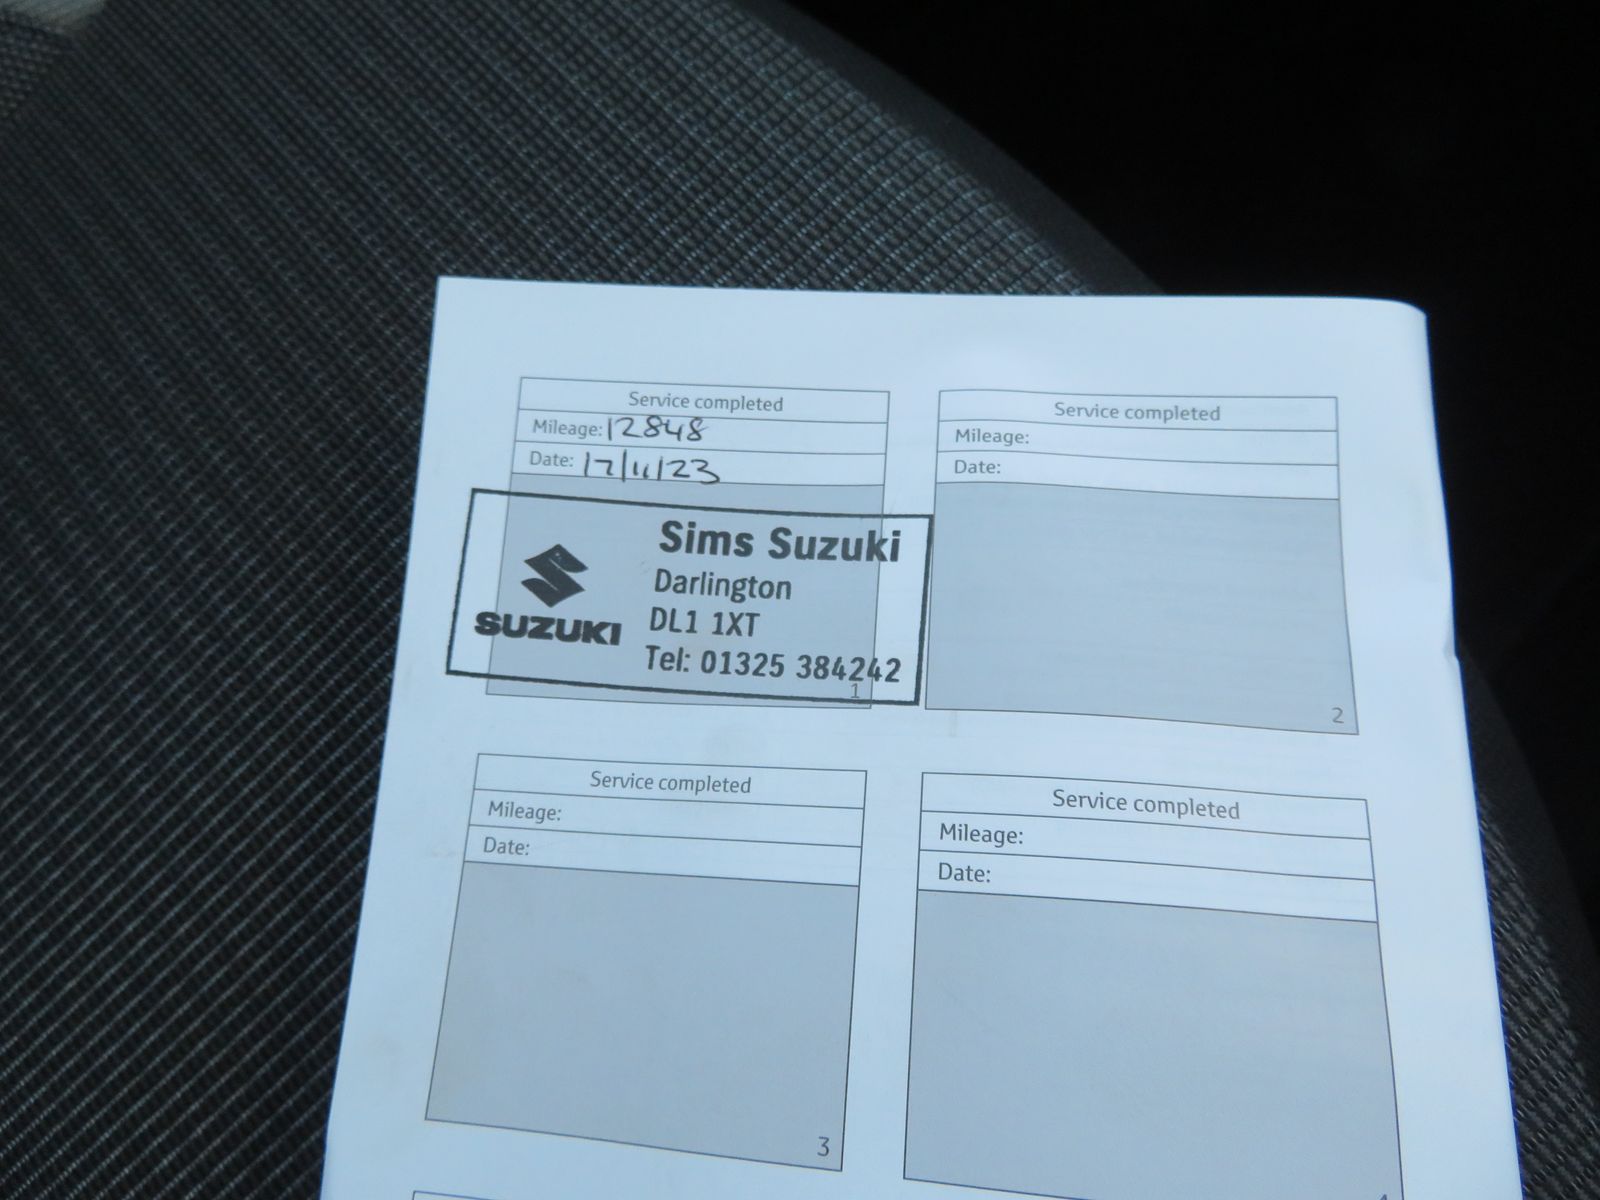 Service completed
Mileage: 12848
Date: 17/11/23
Sims Suzuki
Darlington
DL1 1XT
Tel: 01325 384242
SUZUKI
1
Service completed
Mileage:
Date:
2
Service completed
Mileage:
Date:
3
Service completed
Mileage:
Date: